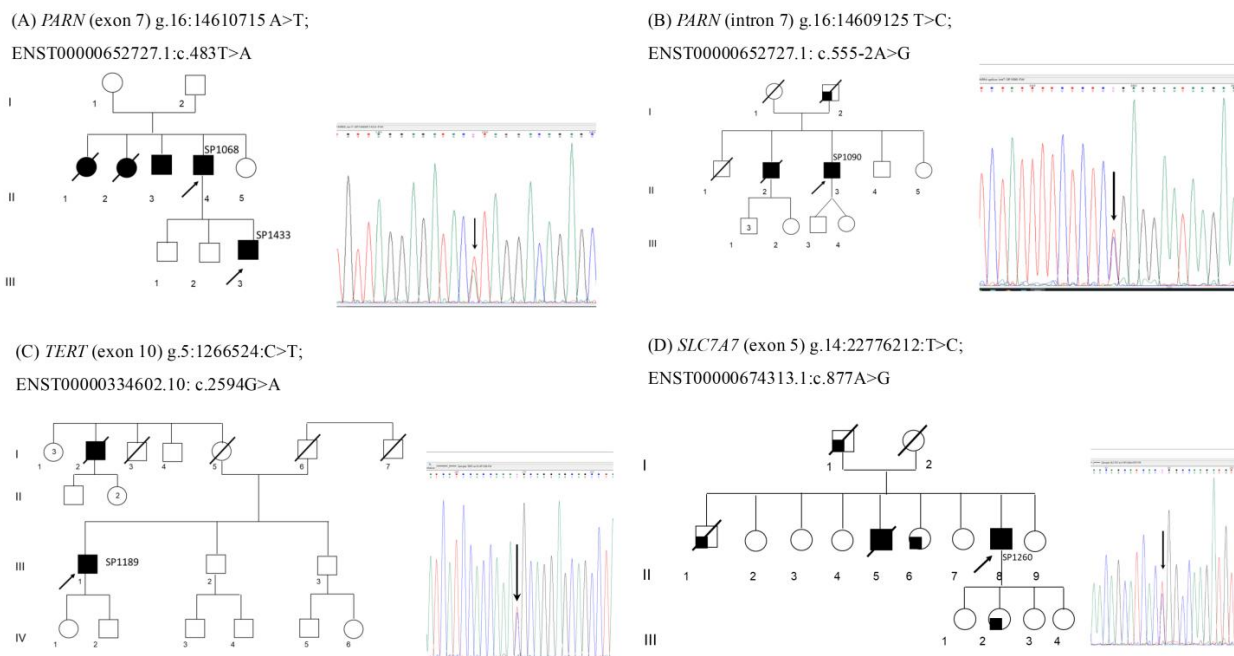 (A) PARN (exon 7) g.16:14610715 A>T;
ENST00000652727.1:c.483T>A
I
1
2
SP1068
II
1
2
3
4
5
SP1433
III
1
2
3
(B) PARN (intron 7) g.16:14609125 T>C;
ENST00000652727.1: c.555-2A>G
I
1
2
SP1090
II
1
2
3
4
5
III
3
1
2
3
4
(C) TERT (exon 10) g.5:1266524:C>T;
ENST00000334602.10: c.2594G>A
I
3
1
2
3
4
5
6
7
II
2
III
SP1189
1
2
3
IV
1
2
3
4
5
6
(D) SLC7A7 (exon 5) g.14:22776212:T>C;
ENST00000674313.1:c.877A>G
I
1
2
II
SP1260
1
2
3
4
5
6
7
8
9
III
1
2
3
4